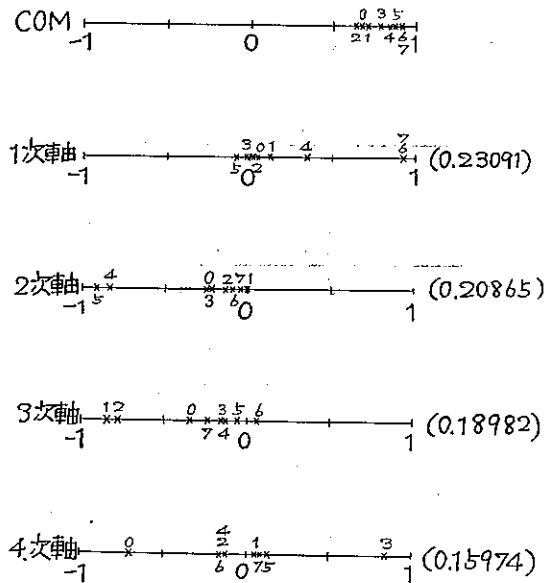 0 3 5
COM
-1 0 2 1 4 6 1
7
7
3 0 1 4 6
1次軸 (0.23091)
-1 5 0 2 1
4 0 2 7 1
2次軸 (0.20865)
-1 5 3 6 0 1
1 2 0 3 5 6
3次軸 (0.18982)
-1 7 4 0 1
4
0 2 1 3
4次軸 (0.15974)
-1 6 0 7 5 1